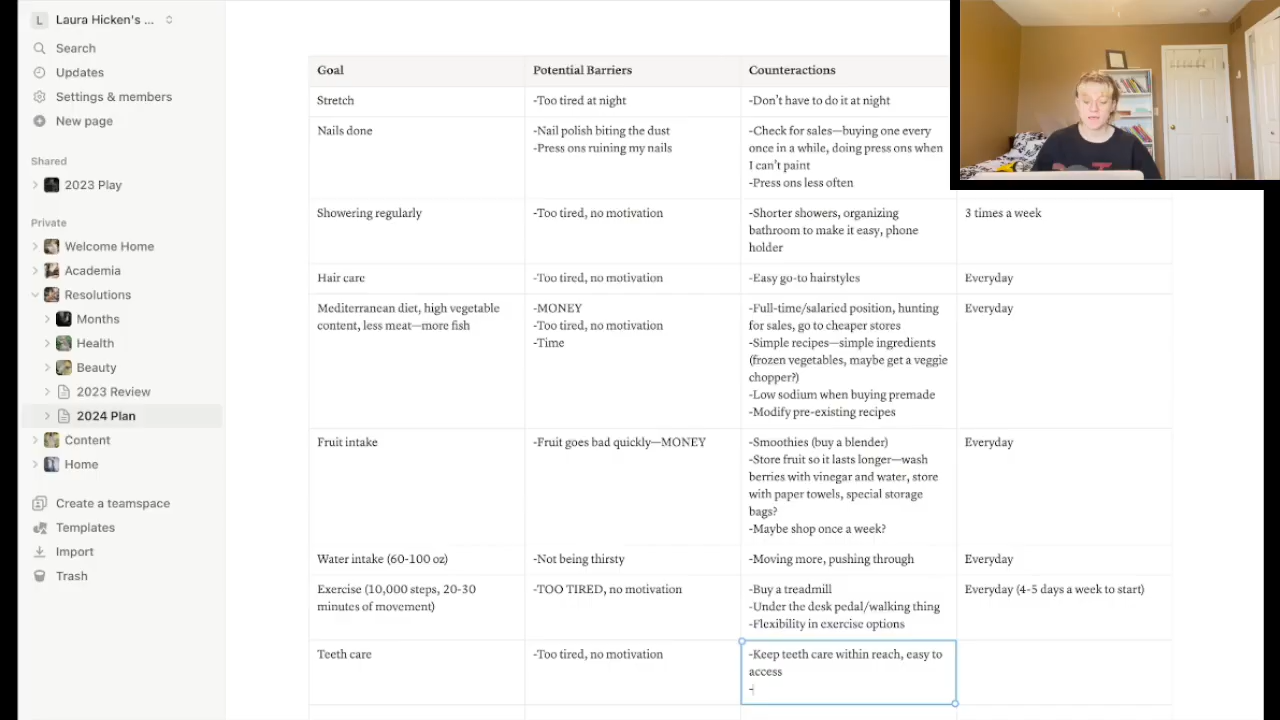 L Laura Hicken's ...
Search
Updates
Settings & members
New page
Shared
2023 Play
Private
Welcome Home
Academia
Resolutions
Months
Health
Beauty
2023 Review
2024 Plan
Content
Home
Create a teamspace
Templates
Import
Trash
Goal
Potential Barriers
Counteractions
Stretch
-Too tired at night
-Don't have to do it at night
Nails done
-Nail polish biting the dust
-Press ons ruining my nails
-Check for sales—buying one every
once in a while, doing press ons when
I can't paint
-Press ons less often
Showering regularly
-Too tired, no motivation
-Shorter showers, organizing
bathroom to make it easy, phone
holder
3 times a week
Hair care
-Too tired, no motivation
-Easy go-to hairstyles
Everyday
Mediterranean diet, high vegetable
content, less meat—more fish
-MONEY
-Too tired, no motivation
-Time
-Full-time/salaried position, hunting
for sales, go to cheaper stores
-Simple recipes—simple ingredients
(frozen vegetables, maybe get a veggie
chopper?)
-Low sodium when buying premade
-Modify pre-existing recipes
Everyday
Fruit intake
-Fruit goes bad quickly—MONEY
-Smoothies (buy a blender)
-Store fruit so it lasts longer—wash
berries with vinegar and water, store
with paper towels, special storage
bags?
-Maybe shop once a week?
Everyday
Water intake (60-100 oz)
-Not being thirsty
-Moving more, pushing through
Everyday
Exercise (10,000 steps, 20-30
minutes of movement)
-TOO TIRED, no motivation
-Buy a treadmill
-Under the desk pedal/walking thing
-Flexibility in exercise options
Everyday (4-5 days a week to start)
Teeth care
-Too tired, no motivation
-Keep teeth care within reach, easy to
access
-